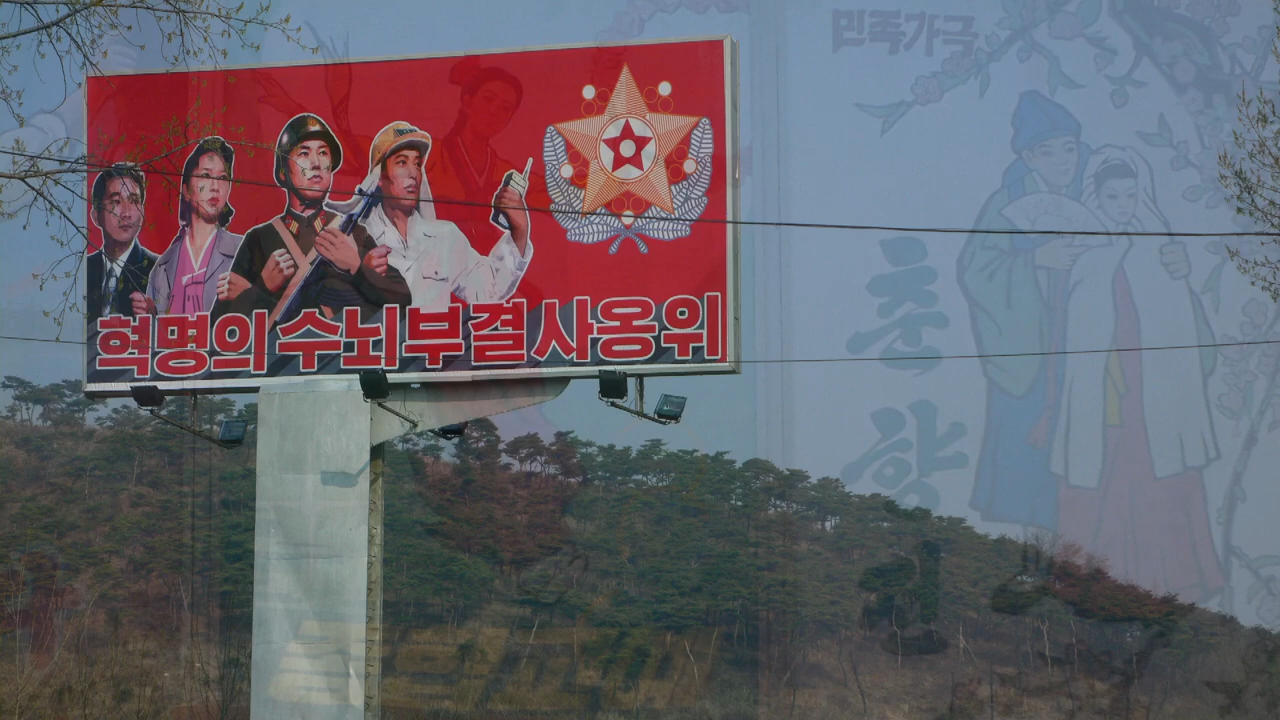 민족가극
혁명의 수뇌부 결사옹위
춘
향